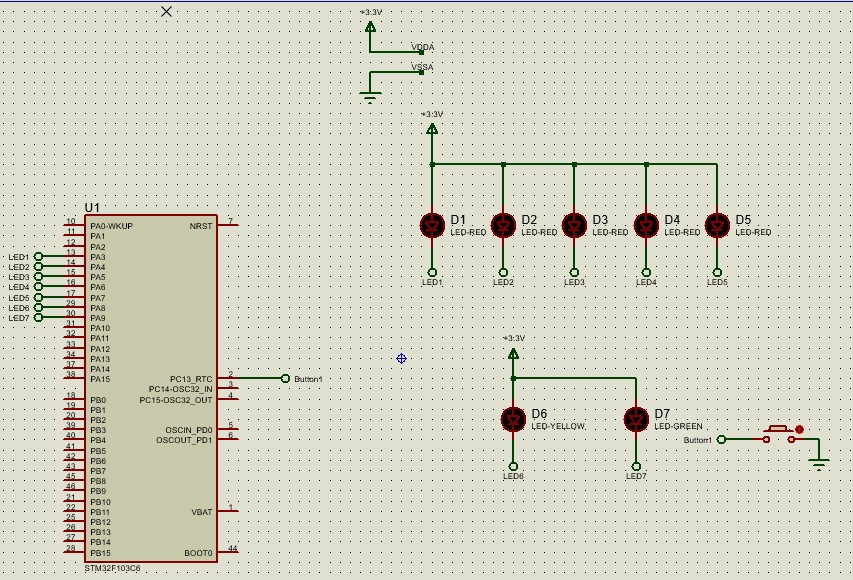 +3:3V
VDDA
VSSA
+3:3V
D1
LED-RED
D2
LED-RED
D3
LED-RED
D4
LED-RED
D5
LED-RED
LED1
LED2
LED3
LED4
LED5
U1
10 PA0-WKUP NRST 7
11 PA1
12 PA2
LED1 13 PA3
LED2 14 PA4
LED3 15 PA5
LED4 16 PA6
LED5 17 PA7
LED6 29 PA8
LED7 30 PA9
31 PA10
32 PA11
33 PA12
34 PA13
37 PA14
38 PA15 PC13_RTC 2 Button1
PC14-OSC32_IN 3
18 PB0 PC15-OSC32_OUT 4
19 PB1
20 PB2
39 PB3 OSCIN_PD0 5
40 PB4 OSCOUT_PD1 6
41 PB5
42 PB6
43 PB7
45 PB8
46 PB9
21 PB10
22 PB11 VBAT 1
25 PB12
26 PB13
27 PB14
28 PB15 BOOT0 44
STM32F103C6
+3:3V
D6
LED-YELLOW
D7
LED-GREEN
Button1
LED6
LED7